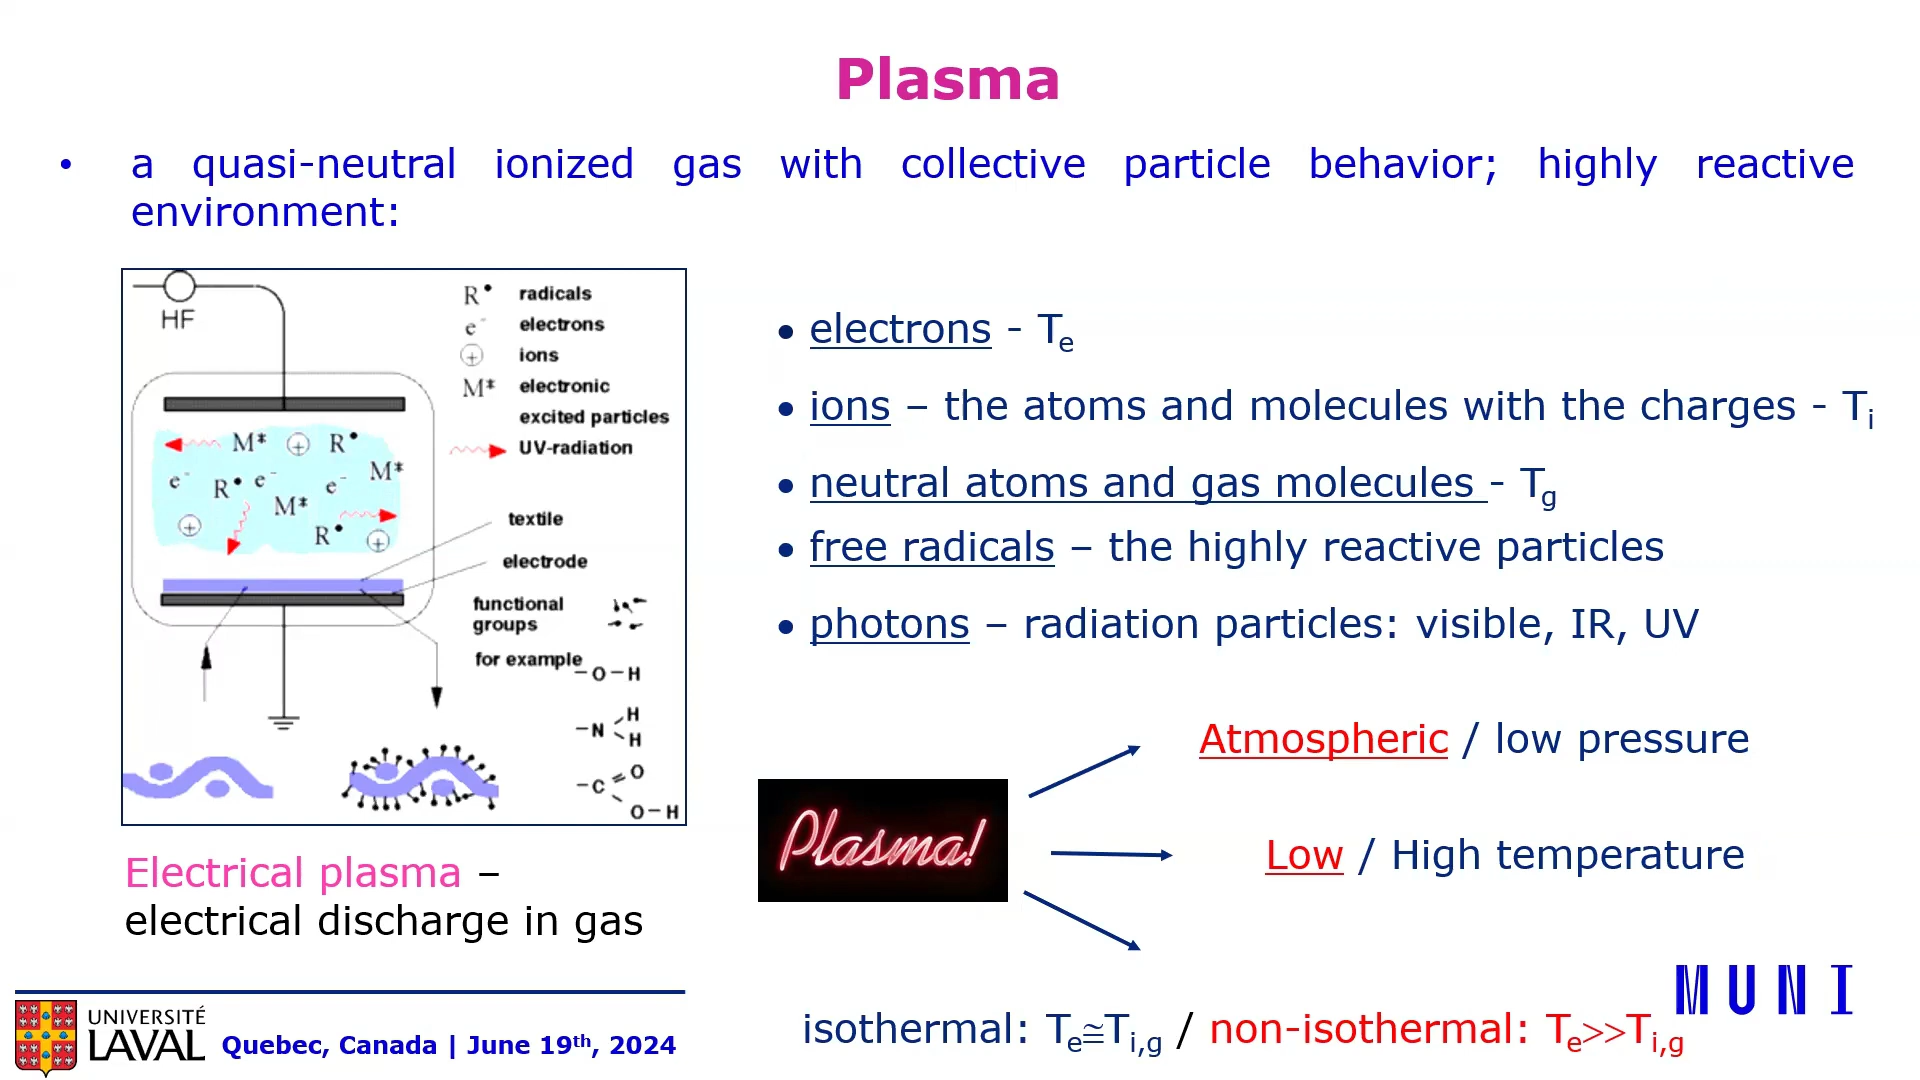 Plasma
• a quasi-neutral ionized gas with collective particle behavior; highly reactive
environment:
HF
R• radicals
e⁻ electrons
+ ions
M* electronic
excited particles
UV-radiation
M* + R•
e⁻ R• e⁻ e⁻ M*
M*
+ R• +
textile
electrode
functional
groups
for example
–O–H
–N H
H
–C O
O–H
Electrical plasma –
electrical discharge in gas
• electrons - Te
• ions – the atoms and molecules with the charges - Ti
• neutral atoms and gas molecules - Tg
• free radicals – the highly reactive particles
• photons – radiation particles: visible, IR, UV
Plasma!
Atmospheric / low pressure
Low / High temperature
isothermal: Te≅Ti,g / non-isothermal: Te>>Ti,g
UNIVERSITÉ
LAVAL
Quebec, Canada | June 19th, 2024
MUNI